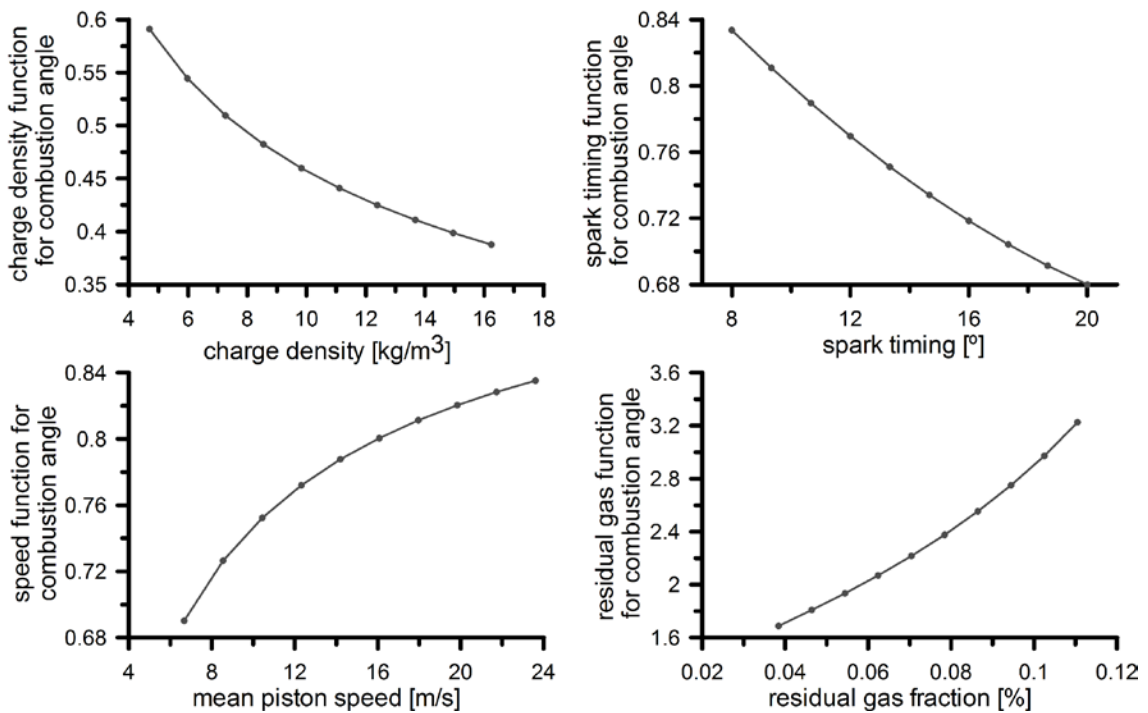 charge density function
for combustion angle
0.6
0.55
0.5
0.45
0.4
0.35
4 6 8 10 12 14 16 18
charge density [kg/m³]
spark timing function
for combustion angle
0.84
0.8
0.76
0.72
0.68
8 12 16 20
spark timing [º]
speed function for
combustion angle
0.84
0.8
0.76
0.72
0.68
4 8 12 16 20 24
mean piston speed [m/s]
residual gas function
for combustion angle
3.6
3.2
2.8
2.4
2
1.6
0.02 0.04 0.06 0.08 0.1 0.12
residual gas fraction [%]